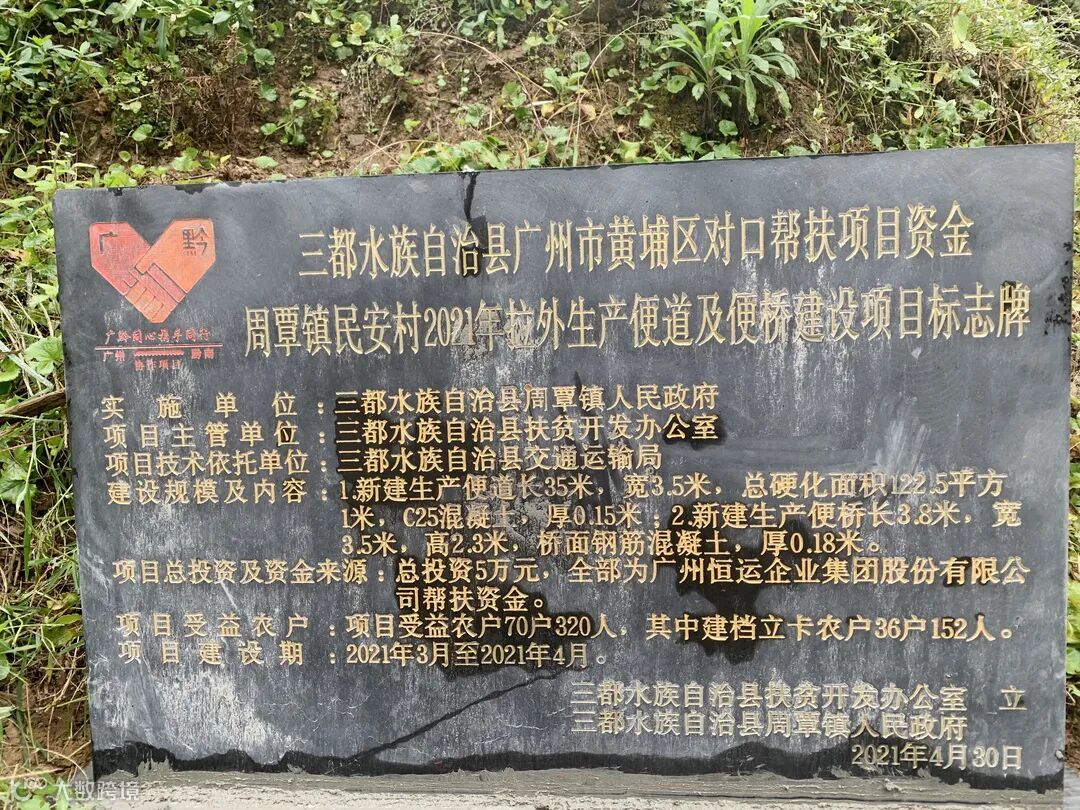 广 黔
三都水族自治县广州市黄埔区对口帮扶项目资金
周覃镇民安村2021年拉外生产便道及便桥建设项目标志牌
广黔同心携手同行
广州 黔南
协作项目
实施单位：三都水族自治县周覃镇人民政府
项目主管单位：三都水族自治县扶贫开发办公室
项目技术依托单位：三都水族自治县交通运输局
建设规模及内容：1.新建生产便道长35米，宽3.5米，总硬化面积122.5平方
1米，C25混凝土，厚0.15米；2.新建生产便桥长3.8米，宽
3.5米，高2.3米，桥面钢筋混凝土，厚0.18米。
项目总投资及资金来源：总投资5万元，全部为广州恒运企业集团股份有限公
司帮扶资金。
项目受益农户：项目受益农户70户320人，其中建档立卡农户36户152人。
项目建设期：2021年3月至2021年4月。
三都水族自治县扶贫开发办公室 立
三都水族自治县周覃镇人民政府
2021年4月30日
大数跨境